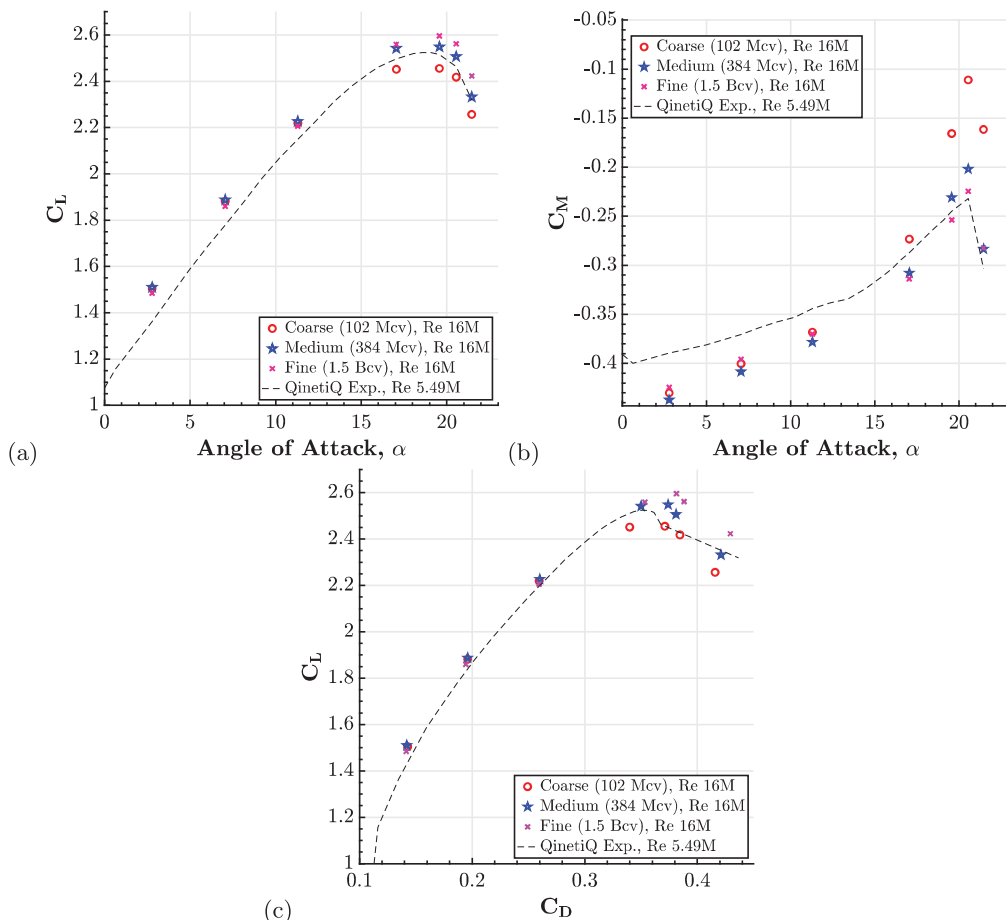 2.6
2.4
2.2
2
1.8
1.6
1.4
1.2
1
C_L
Coarse (102 Mcv), Re 16M
Medium (384 Mcv), Re 16M
Fine (1.5 Bcv), Re 16M
QinetiQ Exp., Re 5.49M
0 5 10 15 20
Angle of Attack, α
(a)
-0.05
-0.1
-0.15
-0.2
-0.25
-0.3
-0.35
-0.4
C_M
Coarse (102 Mcv), Re 16M
Medium (384 Mcv), Re 16M
Fine (1.5 Bcv), Re 16M
QinetiQ Exp., Re 5.49M
0 5 10 15 20
Angle of Attack, α
(b)
2.6
2.4
2.2
2
1.8
1.6
1.4
1.2
1
C_L
Coarse (102 Mcv), Re 16M
Medium (384 Mcv), Re 16M
Fine (1.5 Bcv), Re 16M
QinetiQ Exp., Re 5.49M
0.1 0.2 0.3 0.4
C_D
(c)